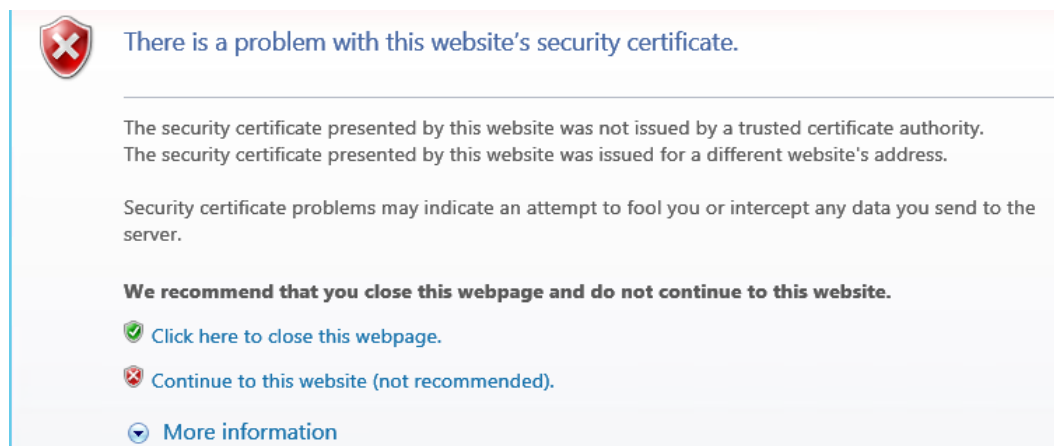 There is a problem with this website’s security certificate.
The security certificate presented by this website was not issued by a trusted certificate authority.
The security certificate presented by this website was issued for a different website's address.
Security certificate problems may indicate an attempt to fool you or intercept any data you send to the
server.
We recommend that you close this webpage and do not continue to this website.
Click here to close this webpage.
Continue to this website (not recommended).
More information